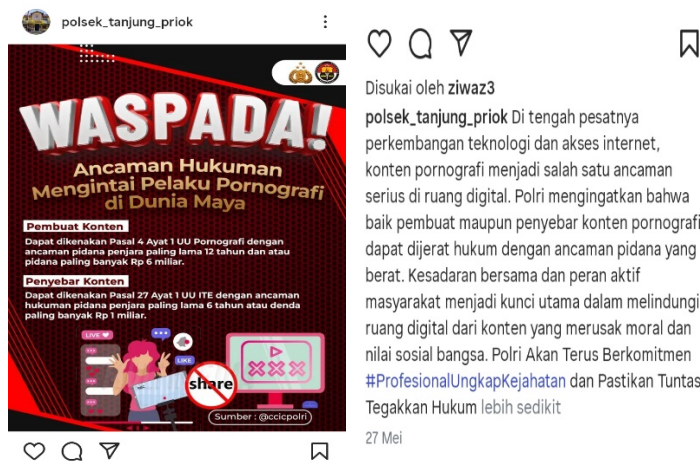 polsek_tanjung_priok
WASPADA!
Ancaman Hukuman
Mengintai Pelaku Pornografi
di Dunia Maya
Pembuat Konten
Dapat dikenakan Pasal 4 Ayat 1 UU Pornografi dengan
ancaman pidana penjara paling lama 12 tahun dan atau
pidana paling banyak Rp 6 miliar.
Penyebar Konten
Dapat dikenakan Pasal 27 Ayat 1 UU ITE dengan ancaman
hukuman pidana penjara paling lama 6 tahun atau denda
paling banyak Rp 1 miliar.
LIVE
LIKE
share
XXXX
Sumber : @ccicpolri
Disukai oleh ziwaz3
polsek_tanjung_priok Di tengah pesatnya
perkembangan teknologi dan akses internet,
konten pornografi menjadi salah satu ancaman
serius di ruang digital. Polri mengingatkan bahwa
baik pembuat maupun penyebar konten pornografi
dapat dijerat hukum dengan ancaman pidana yang
berat. Kesadaran bersama dan peran aktif
masyarakat menjadi kunci utama dalam melindungi
ruang digital dari konten yang merusak moral dan
nilai sosial bangsa. Polri Akan Terus Berkomitmen
#ProfesionalUngkapKejahatan dan Pastikan Tuntas
Tegakkan Hukum lebih sedikit
27 Mei